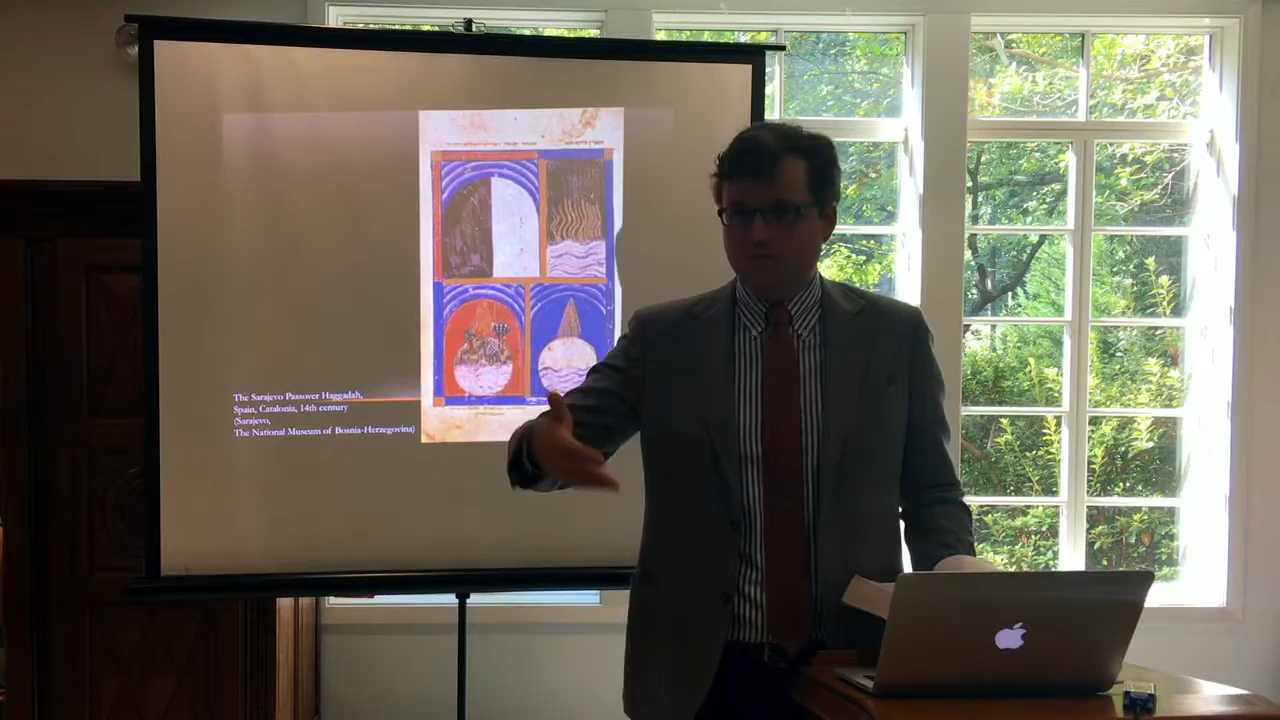 The Sarajevo Passover Haggadah,
Spain, Catalonia, 14th century
(Sarajevo,
The National Museum of Bosnia-Herzegovina)